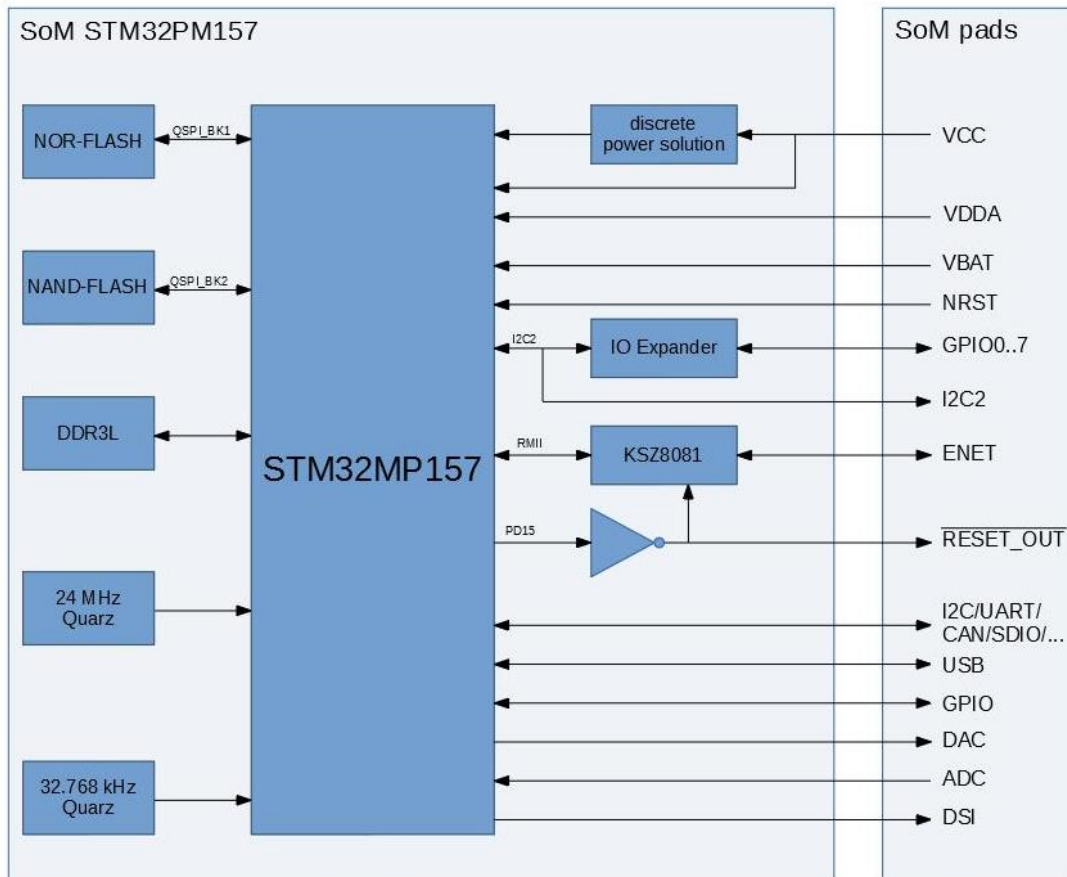 SoM STM32PM157
SoM pads
NOR-FLASH
QSPI_BK1
discrete
power solution
VCC
VDDA
NAND-FLASH
QSPI_BK2
VBAT
NRST
I2C2
IO Expander
GPIO0..7
I2C2
DDR3L
STM32MP157
RMII
KSZ8081
ENET
PD15
RESET_OUT
24 MHz
Quarz
I2C/UART/
CAN/SDIO/...
USB
GPIO
DAC
32.768 kHz
Quarz
ADC
DSI